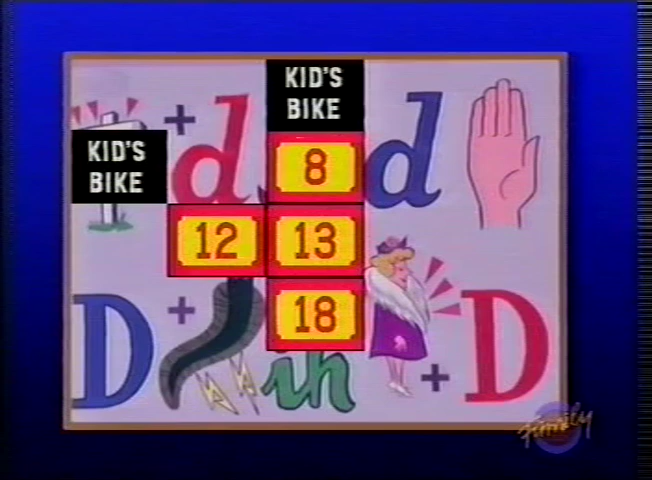 KID'S
BIKE
+ d d
KID'S
BIKE
8
12 13
18
D + in + D
Family